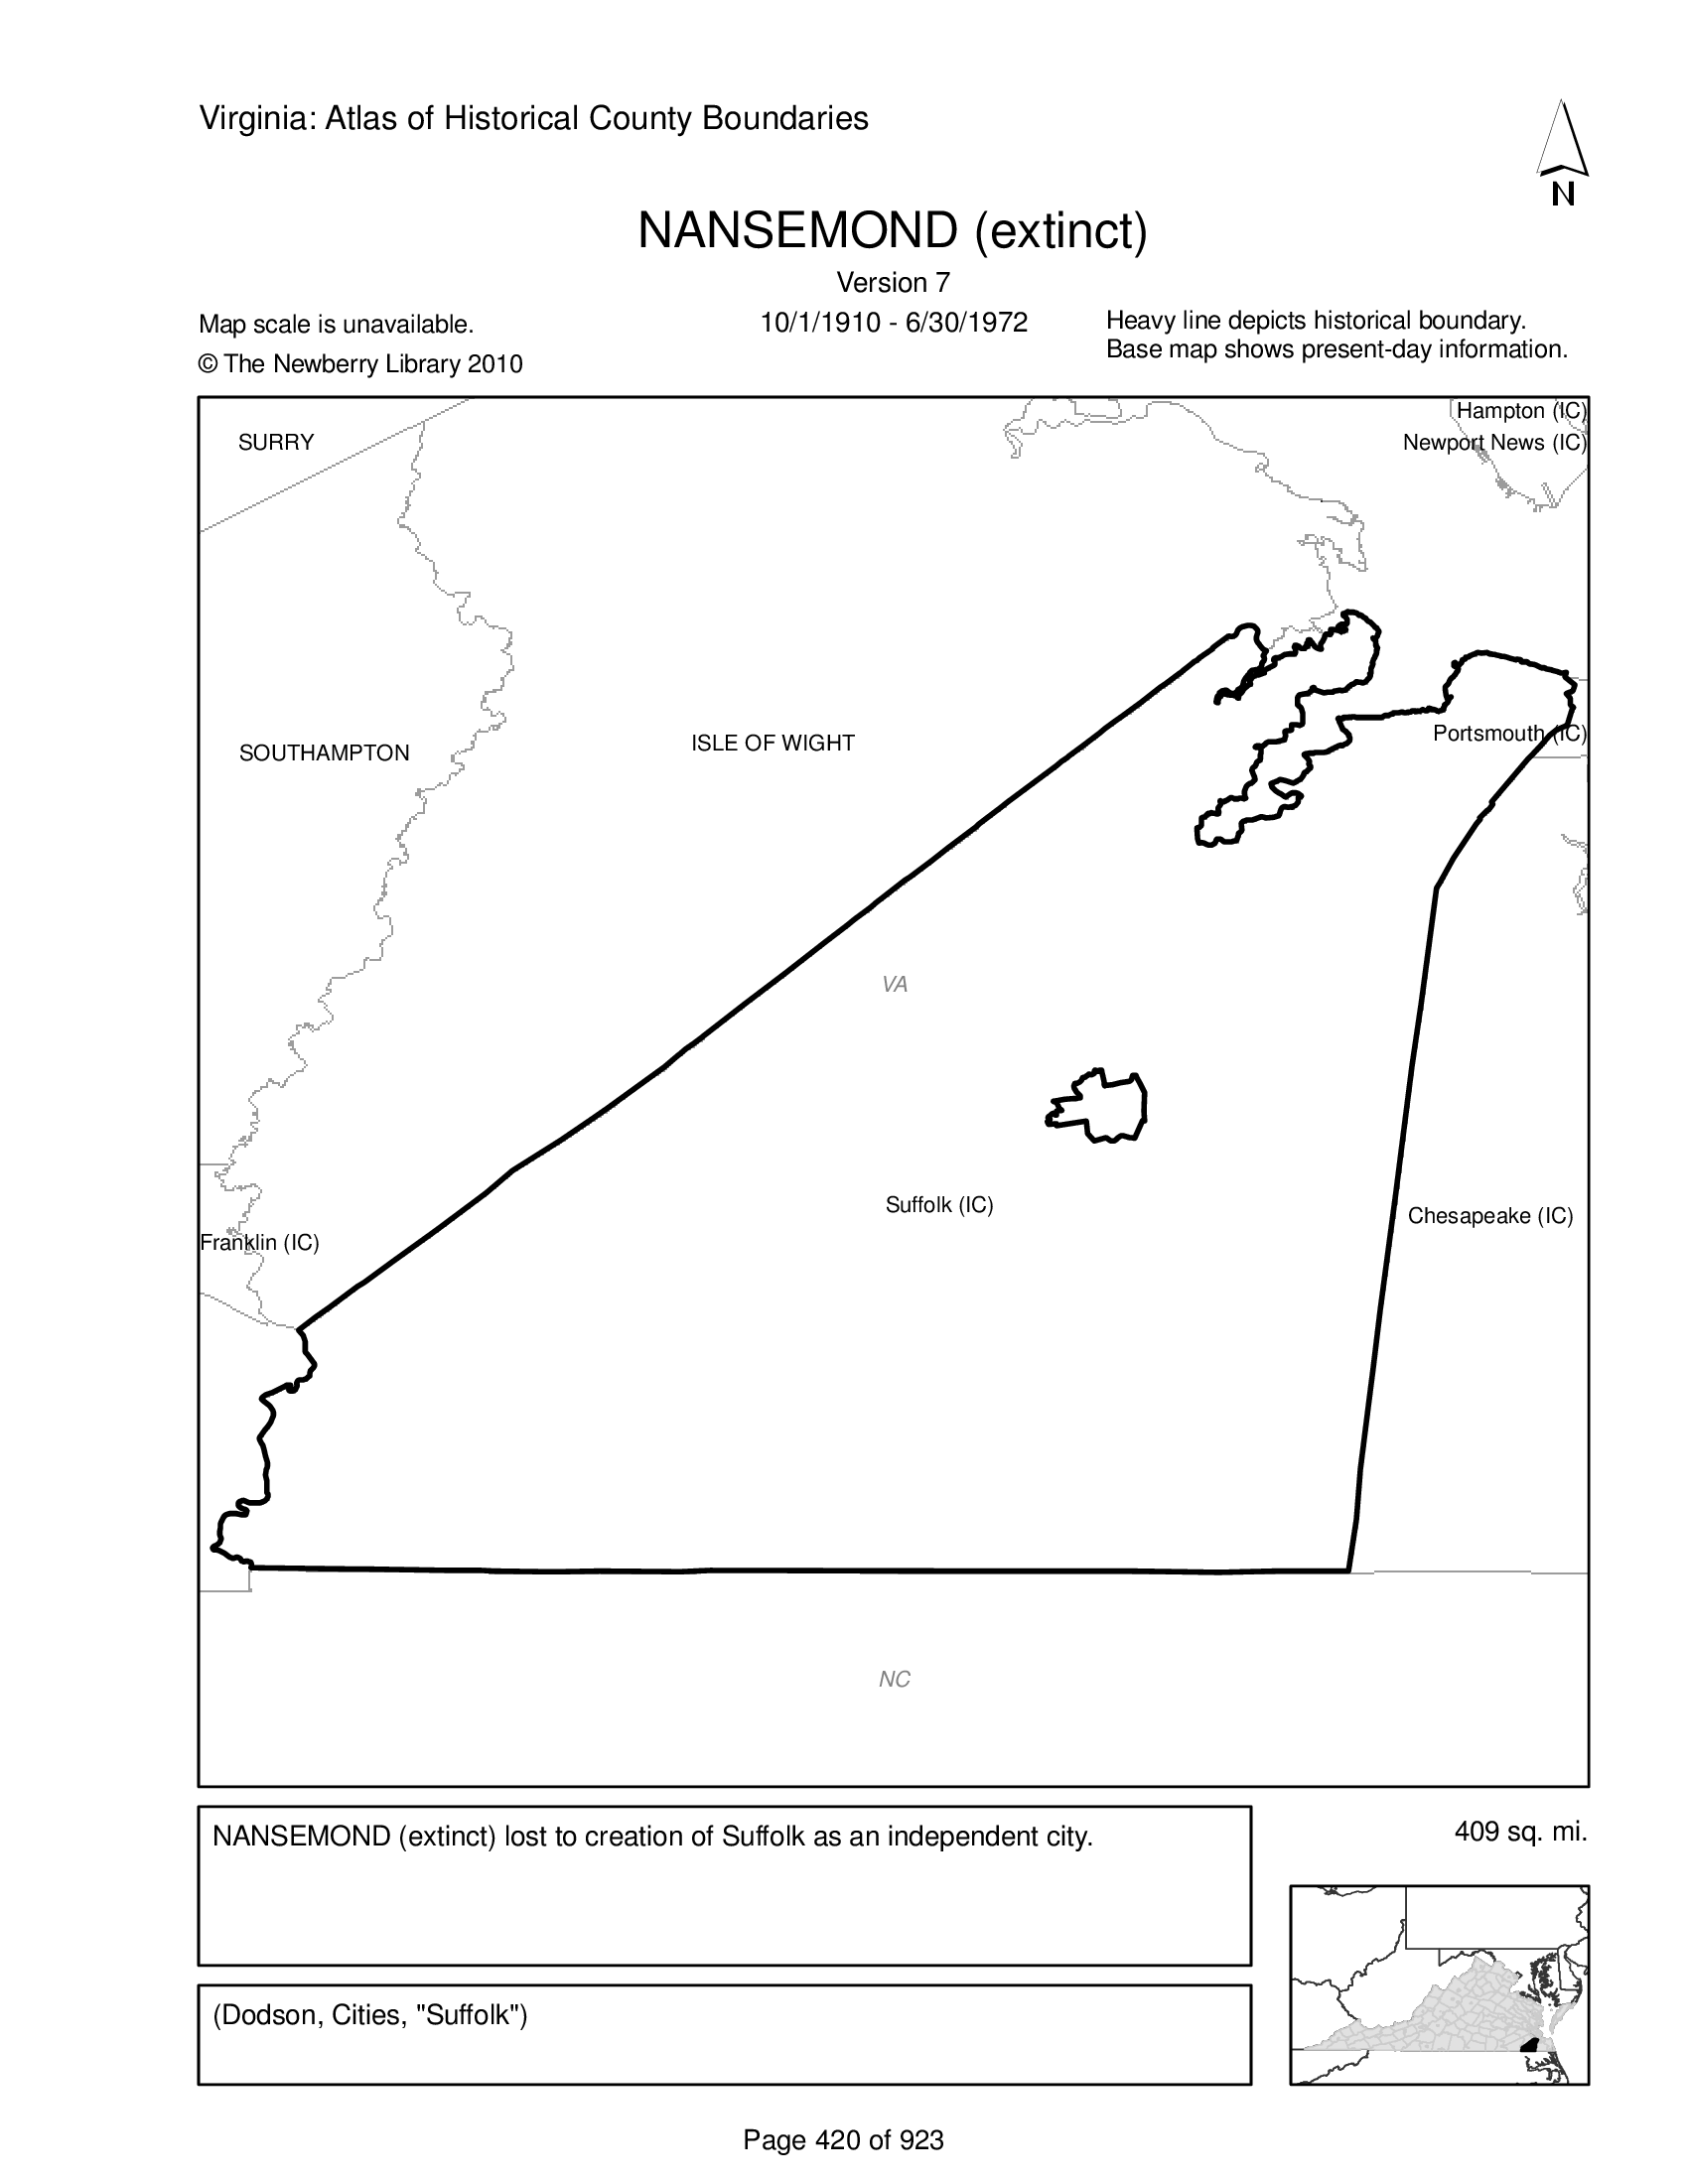 Virginia: Atlas of Historical County Boundaries
N
NANSEMOND (extinct)
Version 7
Map scale is unavailable.
10/1/1910 - 6/30/1972
Heavy line depicts historical boundary.
© The Newberry Library 2010
Base map shows present-day information.
Hampton (IC)
SURRY
Newport News (IC)
Portsmouth (IC)
ISLE OF WIGHT
SOUTHAMPTON
VA
Suffolk (IC)
Chesapeake (IC)
Franklin (IC)
NC
NANSEMOND (extinct) lost to creation of Suffolk as an independent city.
409 sq. mi.
(Dodson, Cities, "Suffolk")
Page 420 of 923